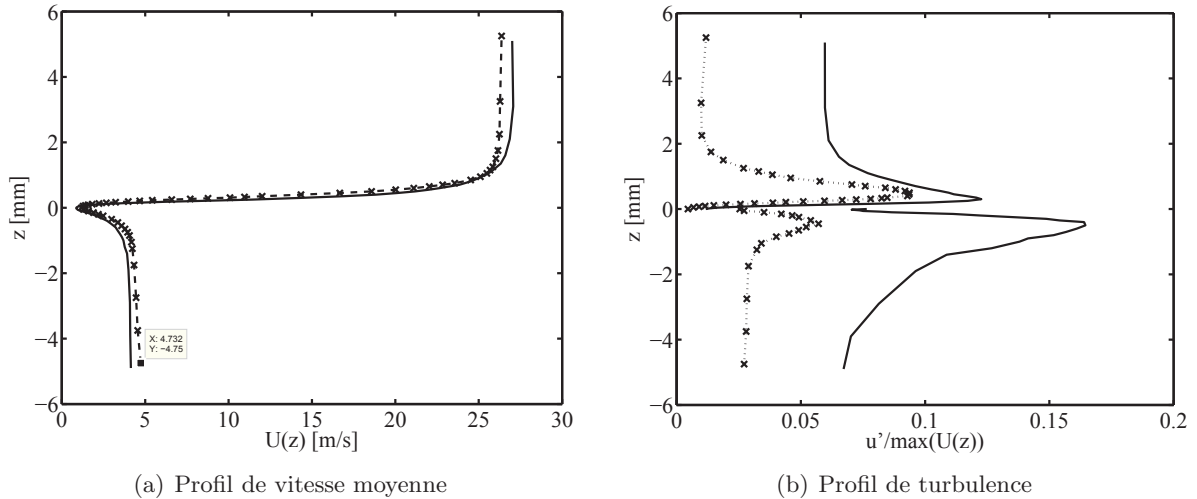 6
4
2
0
−2
−4
−6
z [mm]
0 5 10 15 20 25 30
U(z) [m/s]
X: 4.732
Y: −4.75
(a) Profil de vitesse moyenne
6
4
2
0
−2
−4
−6
z [mm]
0 0.05 0.1 0.15 0.2
u'/max(U(z))
(b) Profil de turbulence